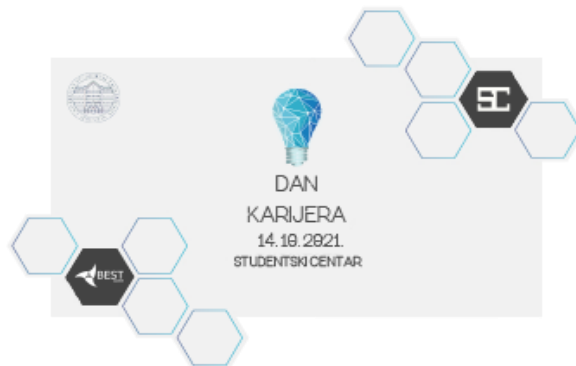 SC
DAN
KARIJERA
14.10.2021.
STUDENTSKI CENTAR
BEST